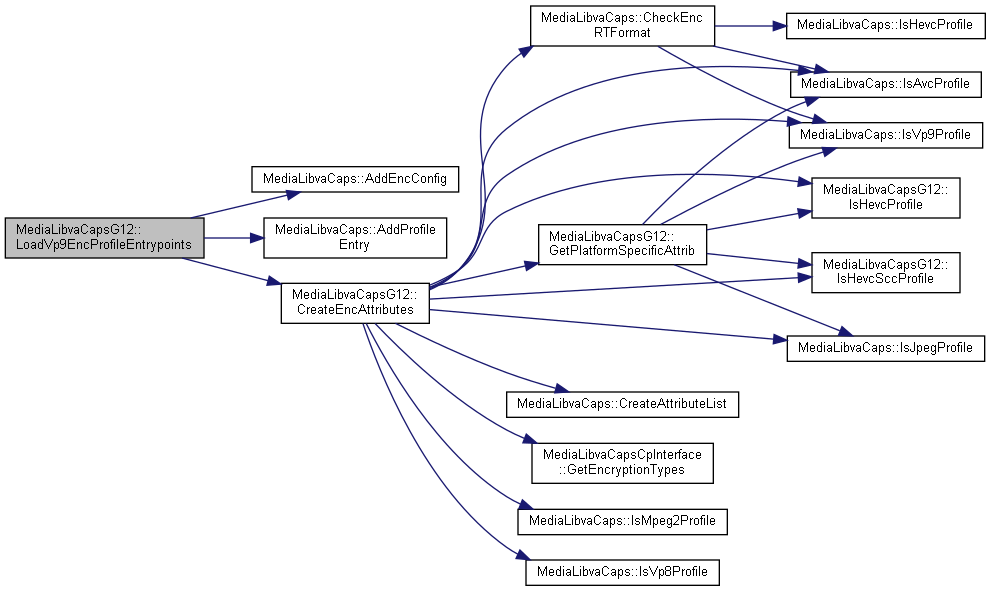 MediaLibvaCapsG12::
LoadVp9EncProfileEntrypoints
MediaLibvaCaps::AddEncConfig
MediaLibvaCaps::AddProfile
Entry
MediaLibvaCapsG12::
CreateEncAttributes
MediaLibvaCaps::CheckEnc
RTFormat
MediaLibvaCapsG12::
GetPlatformSpecificAttrib
MediaLibvaCaps::CreateAttributeList
MediaLibvaCapsCpInterface
::GetEncryptionTypes
MediaLibvaCaps::IsMpeg2Profile
MediaLibvaCaps::IsVp8Profile
MediaLibvaCaps::IsHevcProfile
MediaLibvaCaps::IsAvcProfile
MediaLibvaCaps::IsVp9Profile
MediaLibvaCapsG12::
IsHevcProfile
MediaLibvaCapsG12::
IsHevcSccProfile
MediaLibvaCaps::IsJpegProfile